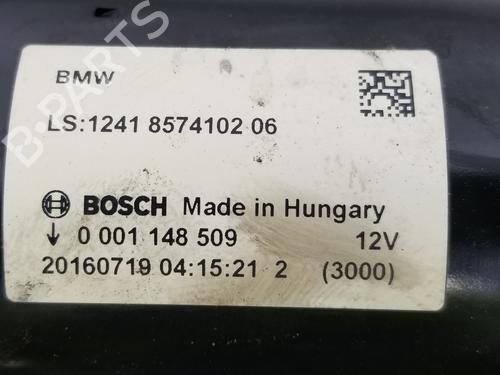 B-PARTS
BMW
LS:1241 8574102 06
BOSCH Made in Hungary
↓ 0 001 148 509 12V
20160719 04:15:21 2 (3000)